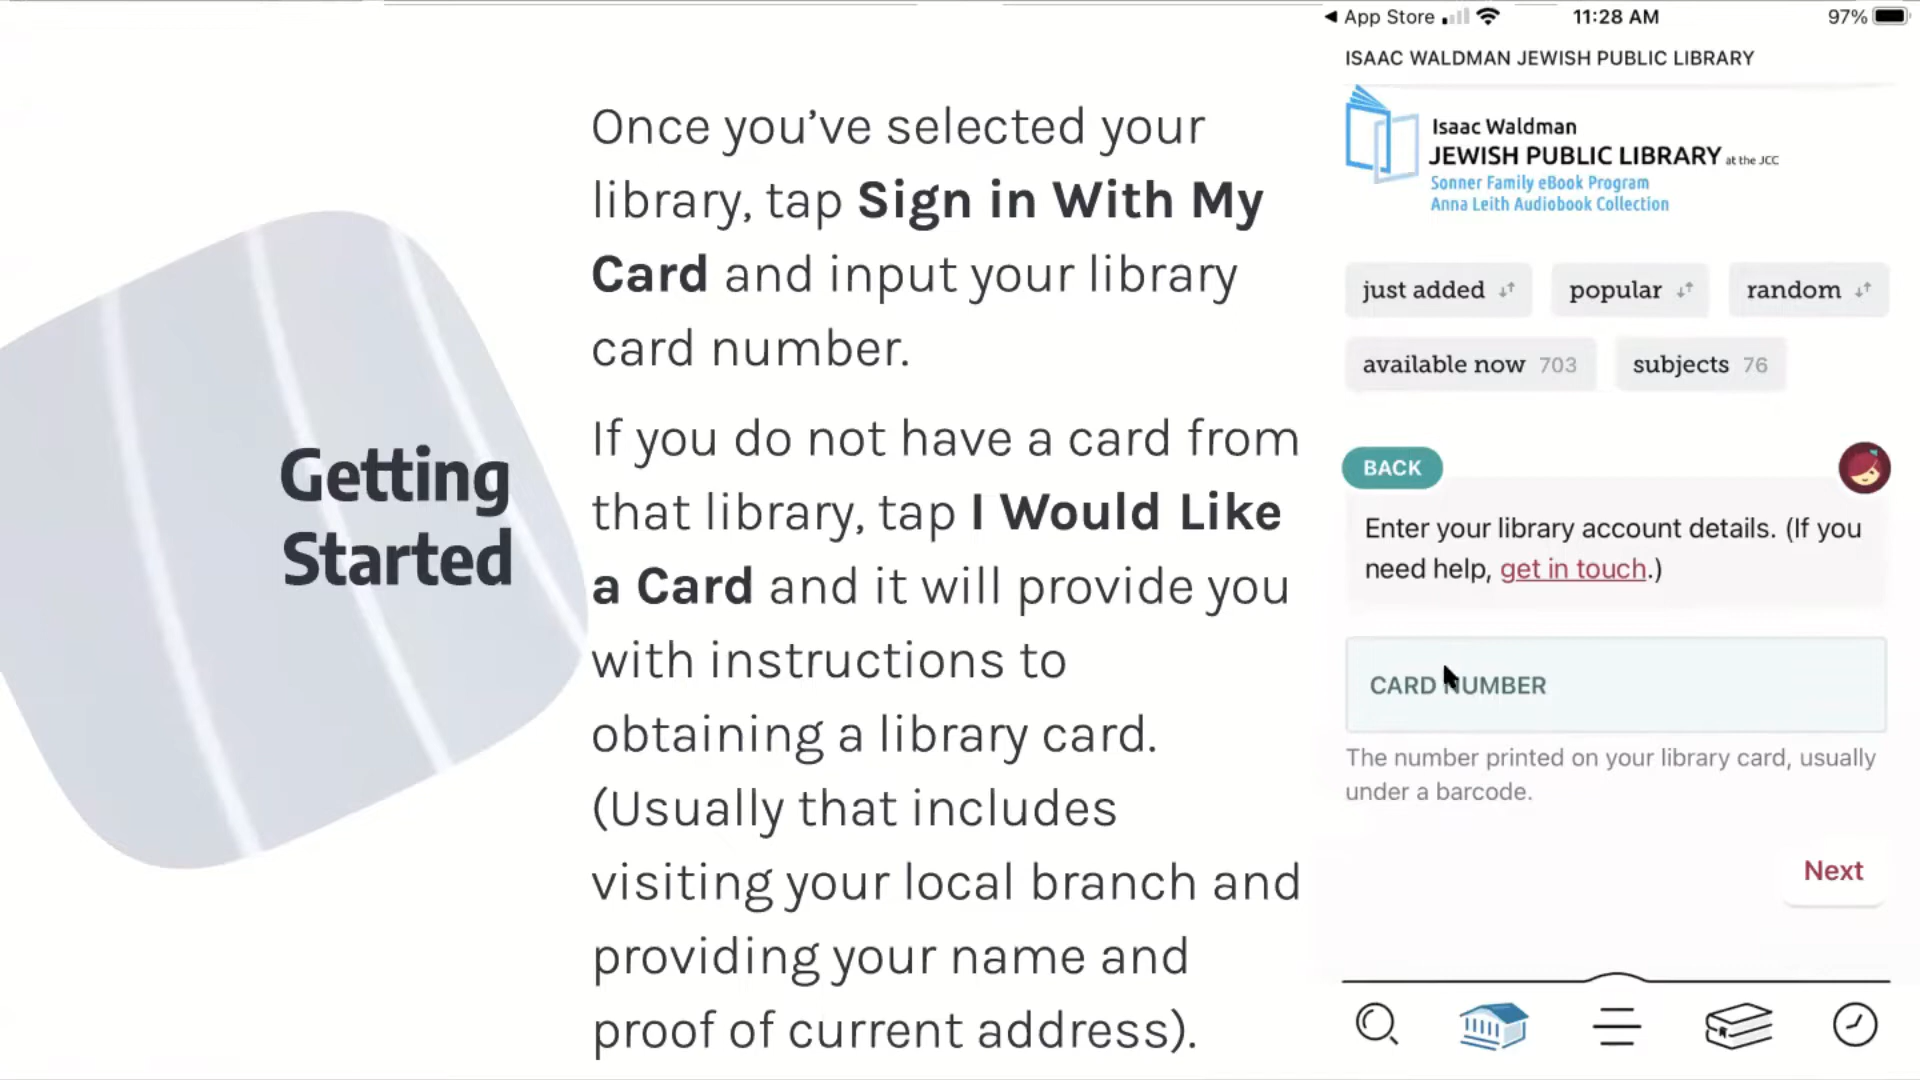 Getting
Started
Once you’ve selected your
library, tap Sign in With My
Card and input your library
card number.
If you do not have a card from
that library, tap I Would Like
a Card and it will provide you
with instructions to
obtaining a library card.
(Usually that includes
visiting your local branch and
providing your name and
proof of current address).
App Store 11:28 AM 97%
ISAAC WALDMAN JEWISH PUBLIC LIBRARY
Isaac Waldman
JEWISH PUBLIC LIBRARY at the JCC
Sonner Family eBook Program
Anna Leith Audiobook Collection
just added popular random
available now 703 subjects 76
BACK
Enter your library account details. (If you
need help, get in touch.)
CARD NUMBER
The number printed on your library card, usually
under a barcode.
Next